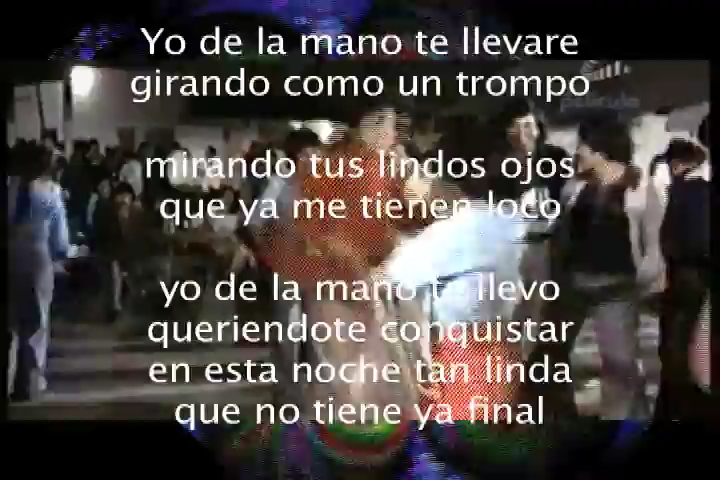 Yo de la mano te llevare
girando como un trompo
mirando tus lindos ojos
que ya me tienen loco
yo de la mano te llevo
queriendote conquistar
en esta noche tan linda
que no tiene ya final